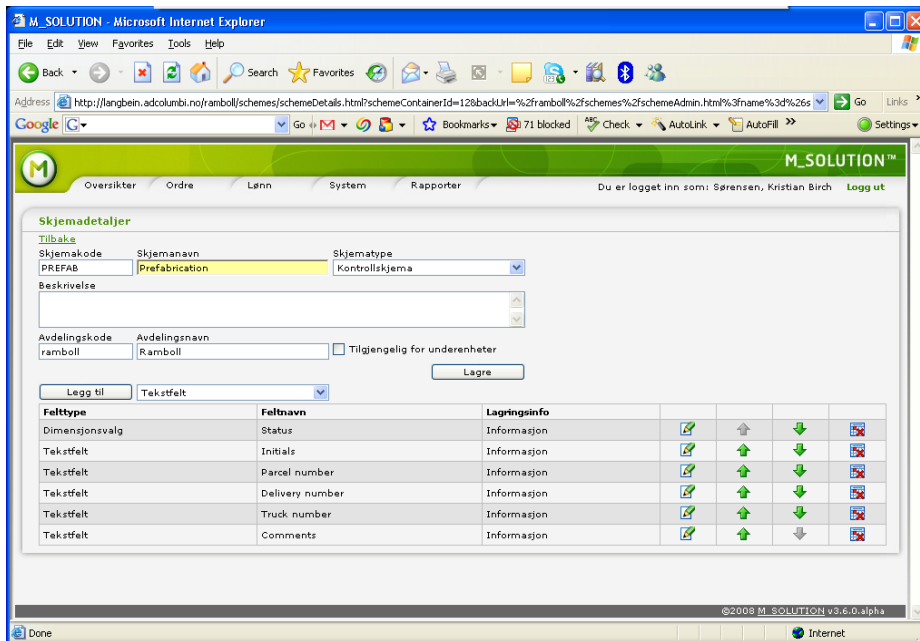 M_SOLUTION - Microsoft Internet Explorer
File Edit View Favorites Tools Help
Back Search Favorites
Address http://langbein.adcolumbi.no/ramboll/schemes/schemeDetails.html?schemeContainerId=128backUrl=%2framboll%2fschemes%2fschemeAdmin.html%3fname%3d%26s Go Links
Google G Go M Bookmarks 71 blocked ABC Check AutoLink AutoFill Settings
M M_SOLUTION™
Oversikter Ordre Lønn System Rapporter Du er logget inn som: Sørensen, Kristian Birch Logg ut
Skjemadetaljer
Tilbake
Skjemakode Skjemanavn Skjematype
PREFAB Prefabrication Kontrollskjema
Beskrivelse
Avdelingskode Avdelingsnavn
ramboll Ramboll Tilgjengelig for underenheter
Lagre
Legg til Tekstfelt
Felttype Feltnavn Lagringsinfo
Dimensjonsvalg Status Informasjon
Tekstfelt Initials Informasjon
Tekstfelt Parcel number Informasjon
Tekstfelt Delivery number Informasjon
Tekstfelt Truck number Informasjon
Tekstfelt Comments Informasjon
©2008 M_SOLUTION v3.6.0.alpha
Done Internet